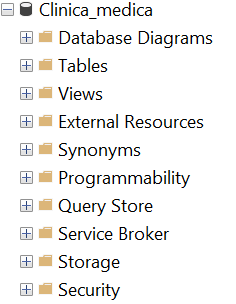 Clinica_medica
Database Diagrams
Tables
Views
External Resources
Synonyms
Programmability
Query Store
Service Broker
Storage
Security